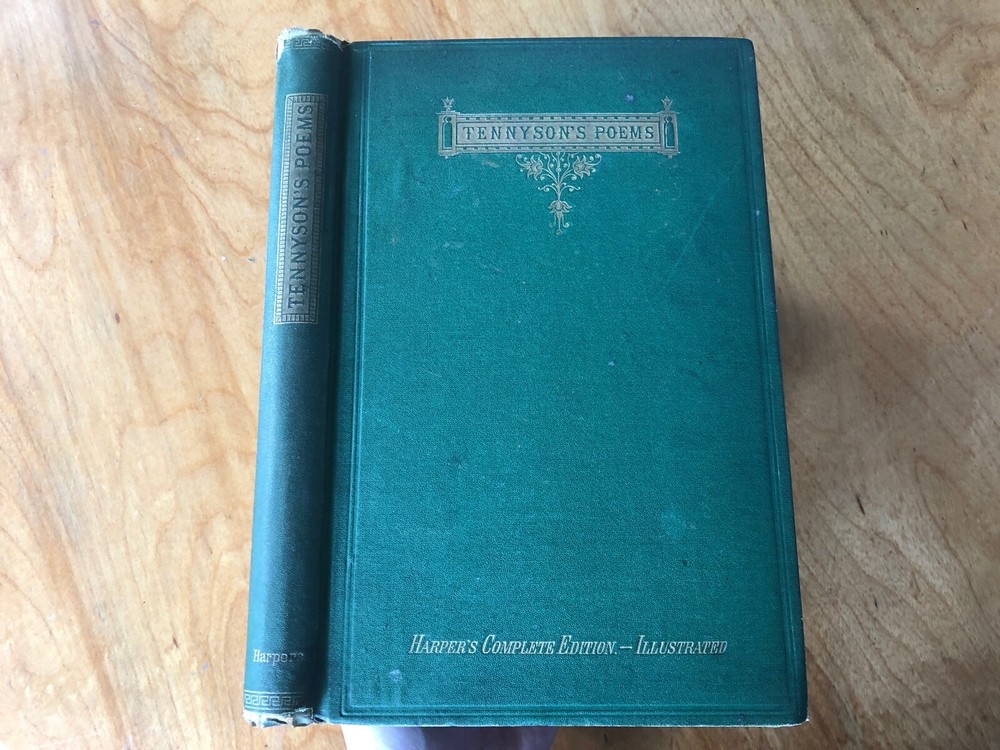 TENNYSON'S POEMS
Harpers
TENNYSON'S POEMS
HARPER'S COMPLETE EDITION.—ILLUSTRATED